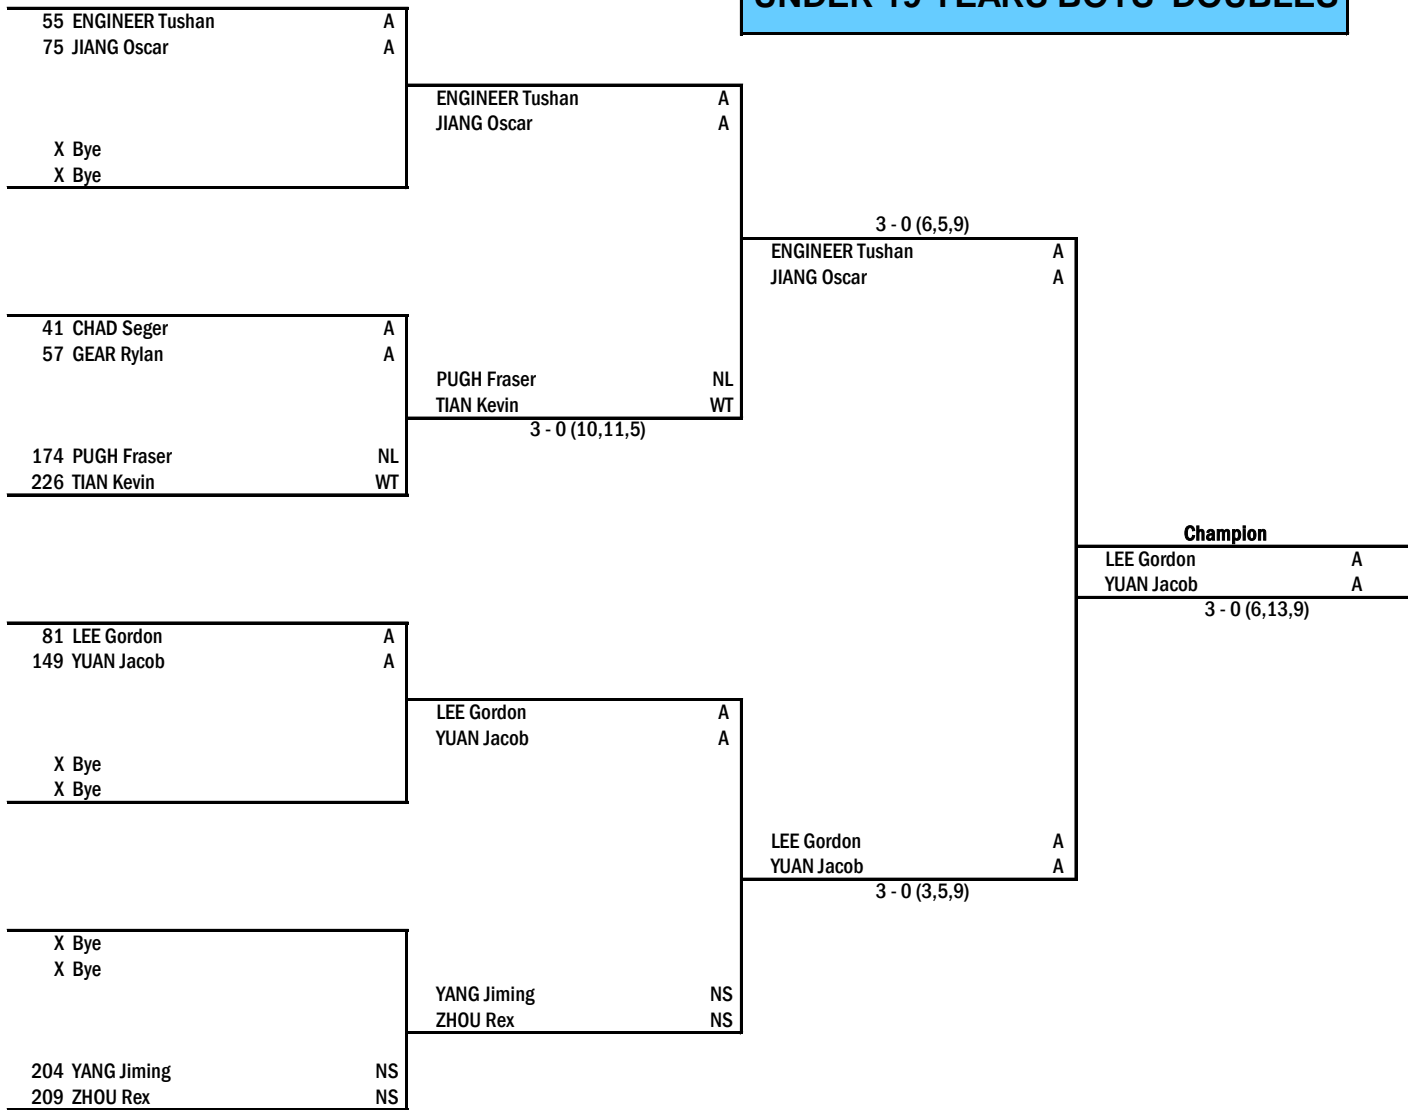 UNDER 19 YEARS BOYS' DOUBLES
55 ENGINEER Tushan A
75 JIANG Oscar A
X Bye
X Bye
41 CHAD Seger A
57 GEAR Rylan A
174 PUGH Fraser NL
226 TIAN Kevin WT
81 LEE Gordon A
149 YUAN Jacob A
X Bye
X Bye
X Bye
X Bye
204 YANG Jiming NS
209 ZHOU Rex NS
ENGINEER Tushan A
JIANG Oscar A
PUGH Fraser NL
TIAN Kevin WT
3 - 0 (10,11,5)
LEE Gordon A
YUAN Jacob A
YANG Jiming NS
ZHOU Rex NS
3 - 0 (6,5,9)
ENGINEER Tushan A
JIANG Oscar A
LEE Gordon A
YUAN Jacob A
3 - 0 (3,5,9)
Champion
LEE Gordon A
YUAN Jacob A
3 - 0 (6,13,9)